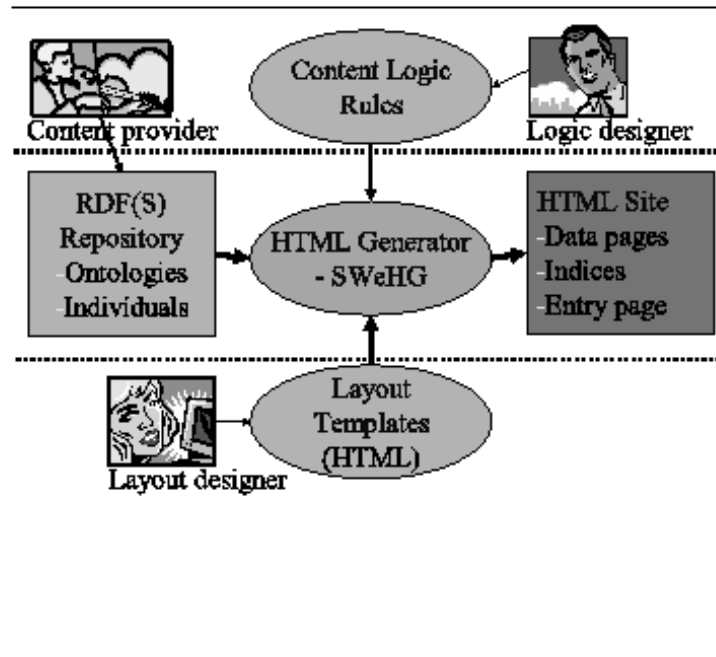 Content provider
Content Logic
Rules
Logic designer
RDF(S)
Repository
-Ontologies
-Individuals
HTML Generator
- SWeHG
HTML Site
-Data pages
-Indices
-Entry page
Layout
Templates
(HTML)
Layout designer